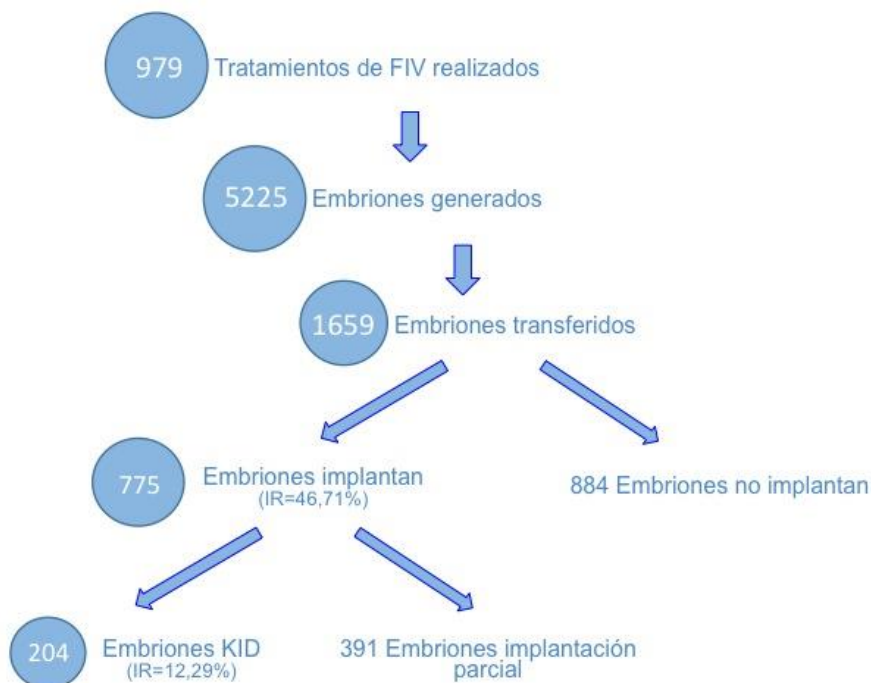 979 Tratamientos de FIV realizados
5225 Embriones generados
1659 Embriones transferidos
775 Embriones implantan
(IR=46,71%)
884 Embriones no implantan
204 Embriones KID
(IR=12,29%)
391 Embriones implantación
parcial